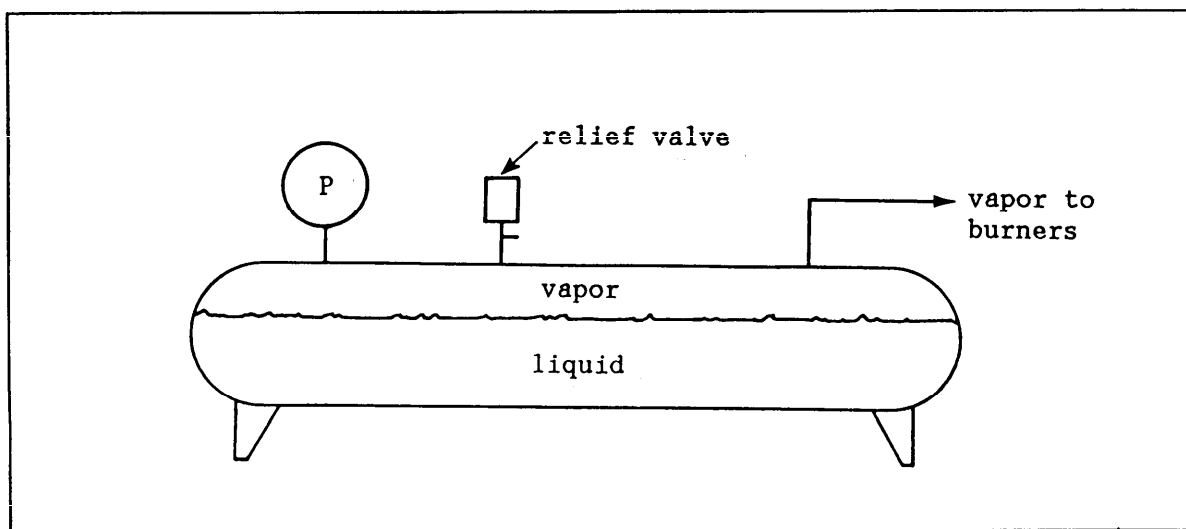 relief valve
P
vapor to
burners
vapor
liquid